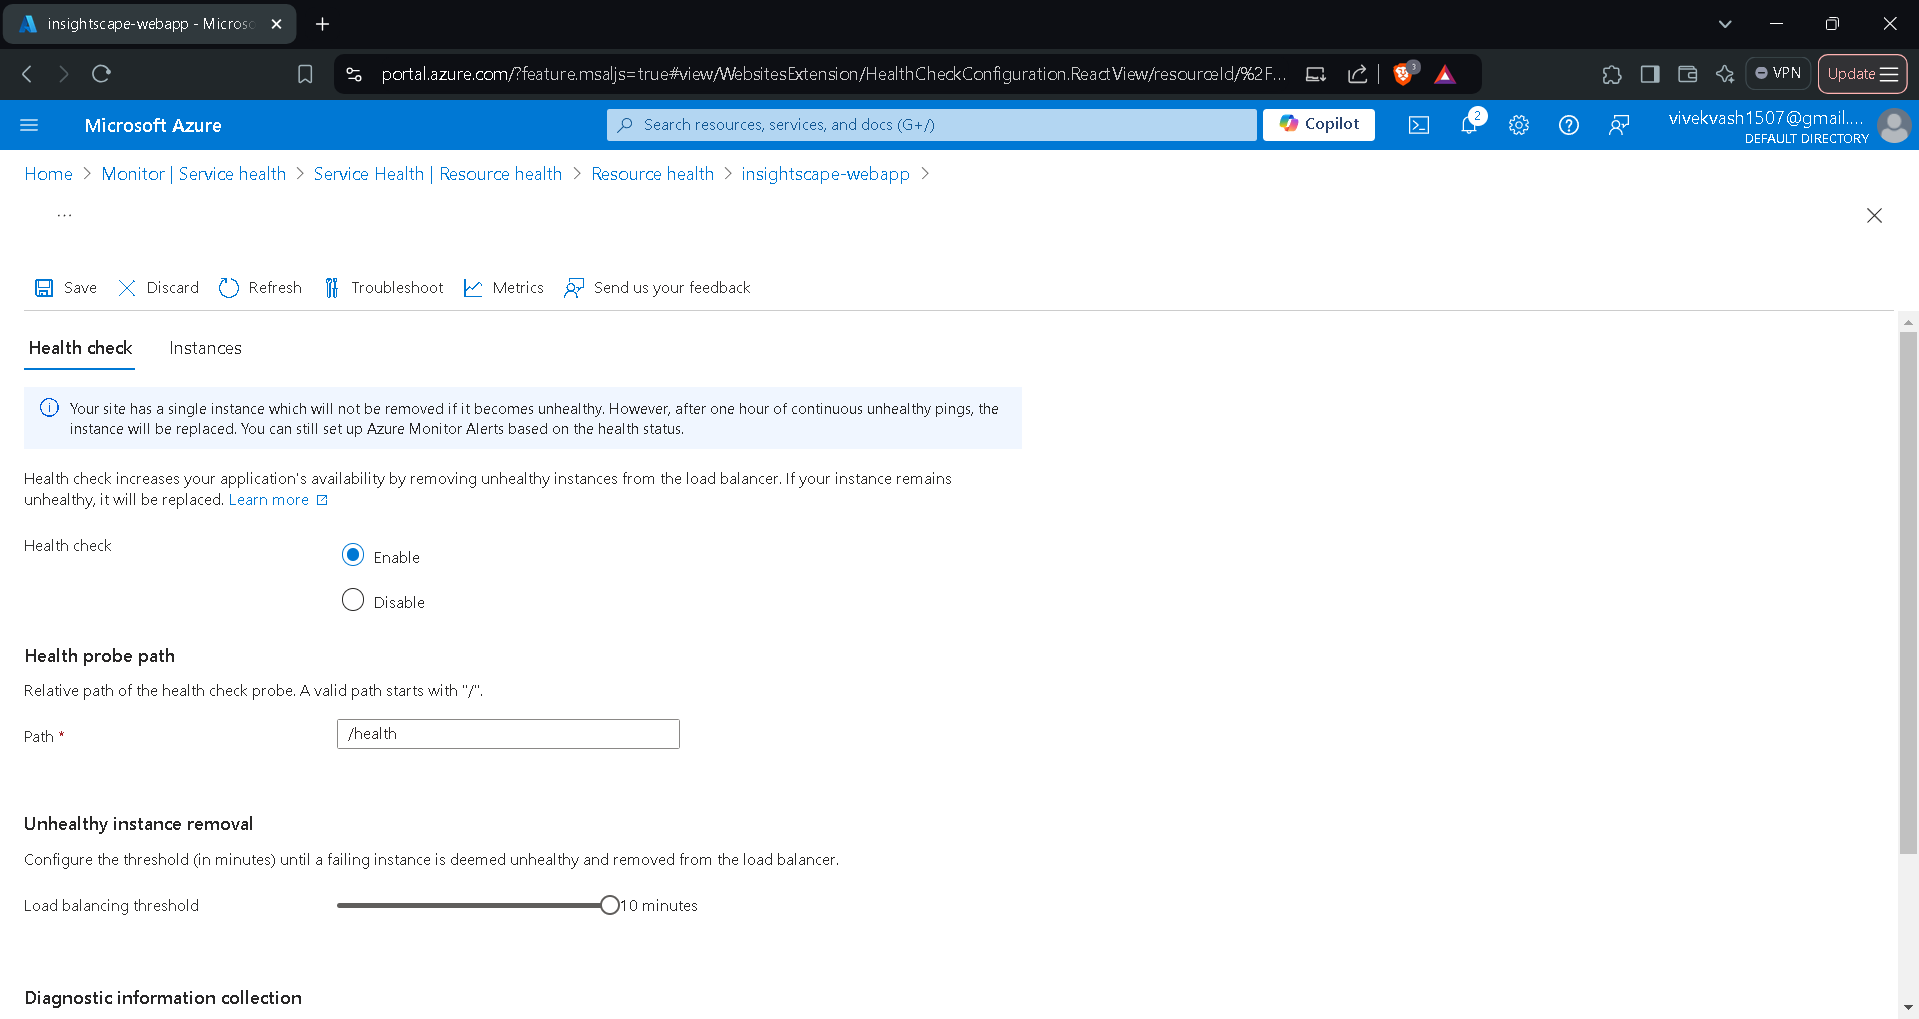 insightscape-webapp - Micros
portal.azure.com/?feature.msaljs=true#view/WebsitesExtension/HealthCheckConfiguration.ReactView/resourceId/%2F...
3
VPN
Update
Microsoft Azure
Search resources, services, and docs (G+/)
Copilot
2
vivekvash1507@gmail....
DEFAULT DIRECTORY
Home > Monitor | Service health > Service Health | Resource health > Resource health > insightscape-webapp >
...
Save Discard Refresh Troubleshoot Metrics Send us your feedback
Health check Instances
Your site has a single instance which will not be removed if it becomes unhealthy. However, after one hour of continuous unhealthy pings, the
instance will be replaced. You can still set up Azure Monitor Alerts based on the health status.
Health check increases your application's availability by removing unhealthy instances from the load balancer. If your instance remains
unhealthy, it will be replaced. Learn more
Health check
Enable
Disable
Health probe path
Relative path of the health check probe. A valid path starts with "/".
Path * /health
Unhealthy instance removal
Configure the threshold (in minutes) until a failing instance is deemed unhealthy and removed from the load balancer.
Load balancing threshold 10 minutes
Diagnostic information collection